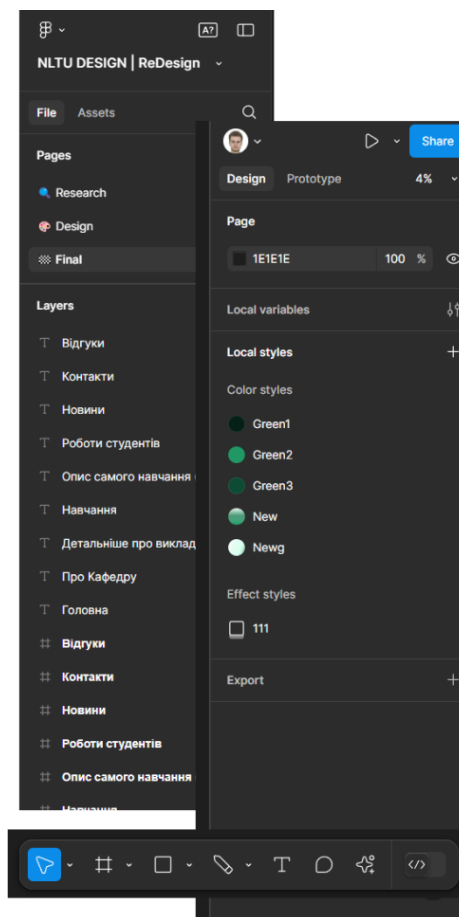 A?
NLTU DESIGN | ReDesign
File Assets
Pages
Research
Design
Final
Layers
Відгуки
Контакти
Новини
Роботи студентів
Опис самого навчання
Навчання
Детальніше про виклад
Про Кафедру
Головна
Відгуки
Контакти
Новини
Роботи студентів
Опис самого навчання
Навчання
Share
Design Prototype 4%
Page
1E1E1E 100 %
Local variables
Local styles
Color styles
Green1
Green2
Green3
New
Newg
Effect styles
111
Export